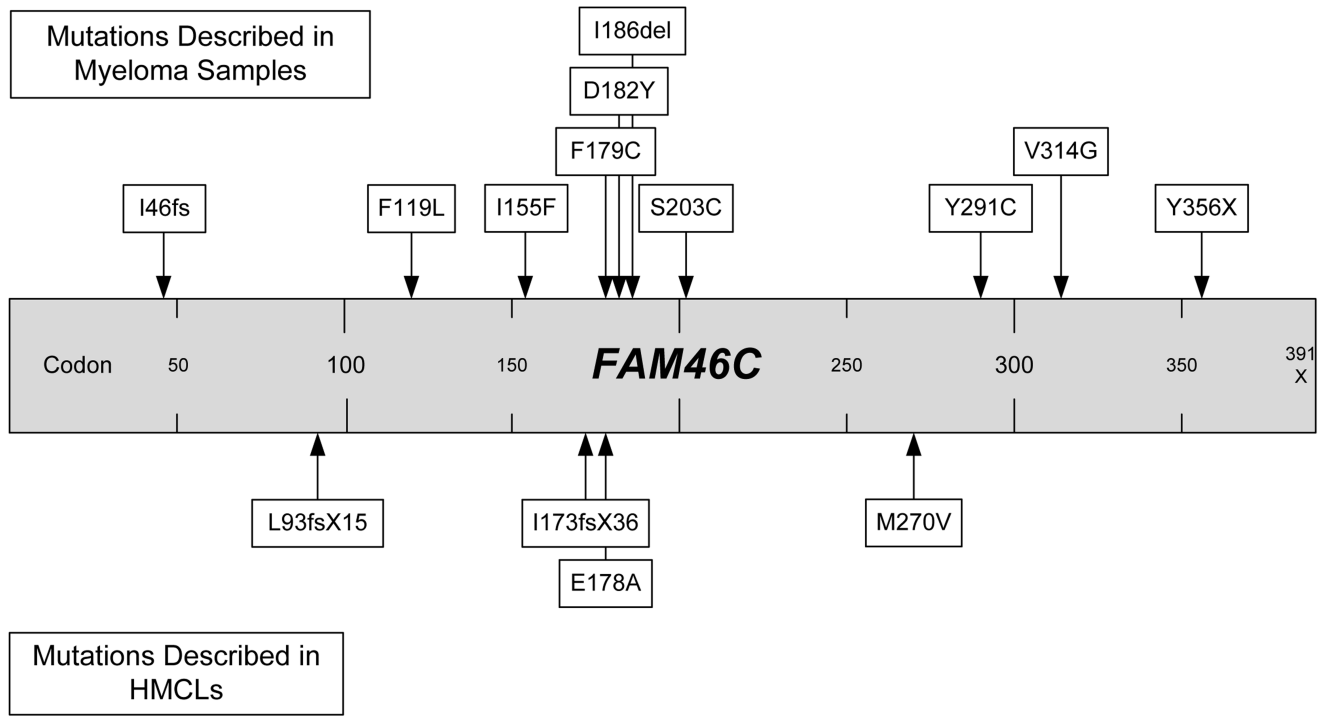 Mutations Described in
Myeloma Samples
I186del
D182Y
F179C
V314G
I46fs
F119L
I155F
S203C
Y291C
Y356X
Codon
50
100
150
FAM46C
250
300
350
391
X
L93fsX15
I173fsX36
M270V
E178A
Mutations Described in
HMCLs